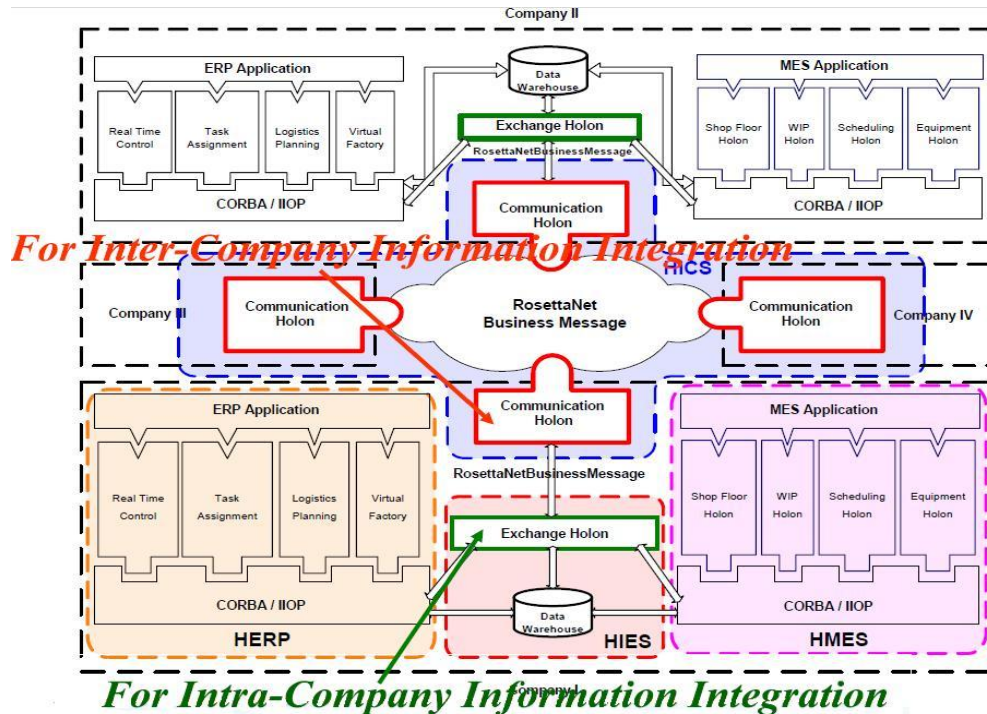 Company II
ERP Application
Real Time
Control
Task
Assignment
Logistics
Planning
Virtual
Factory
CORBA / IIOP
Data
Warehouse
Exchange Holon
RosettaNetBusinessMessage
MES Application
Shop Floor
Holon
WIP
Holon
Scheduling
Holon
Equipment
Holon
CORBA / IIOP
Communication
Holon
For Inter-Company Information Integration
HICS
Company III
Communication
Holon
RosettaNet
Business Message
Communication
Holon
Company IV
Communication
Holon
RosettaNetBusinessMessage
ERP Application
Real Time
Control
Task
Assignment
Logistics
Planning
Virtual
Factory
CORBA / IIOP
HERP
Exchange Holon
Data
Warehouse
HIES
MES Application
Shop Floor
Holon
WIP
Holon
Scheduling
Holon
Equipment
Holon
CORBA / IIOP
HMES
Company I
For Intra-Company Information Integration